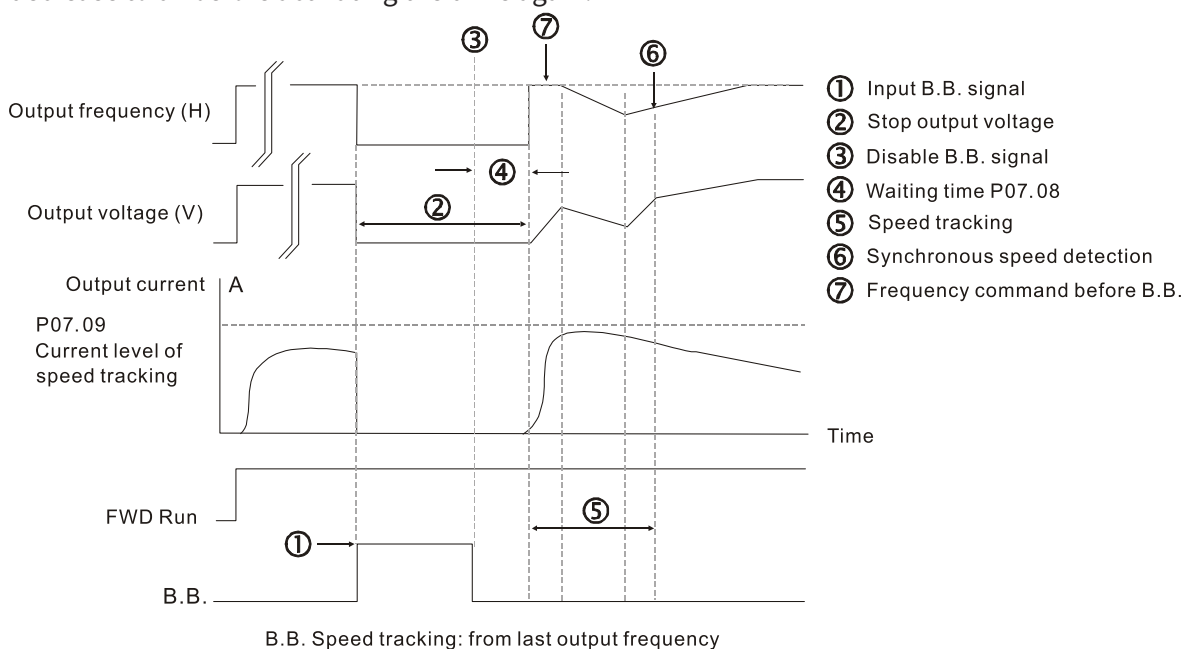 ③
⑦
⑥
Output frequency (H)
④
Output voltage (V)
②
① Input B.B. signal
② Stop output voltage
③ Disable B.B. signal
④ Waiting time P07.08
⑤ Speed tracking
⑥ Synchronous speed detection
⑦ Frequency command before B.B.
Output current A
P07.09
Current level of
speed tracking
Time
FWD Run
⑤
①
B.B.
B.B. Speed tracking: from last output frequency